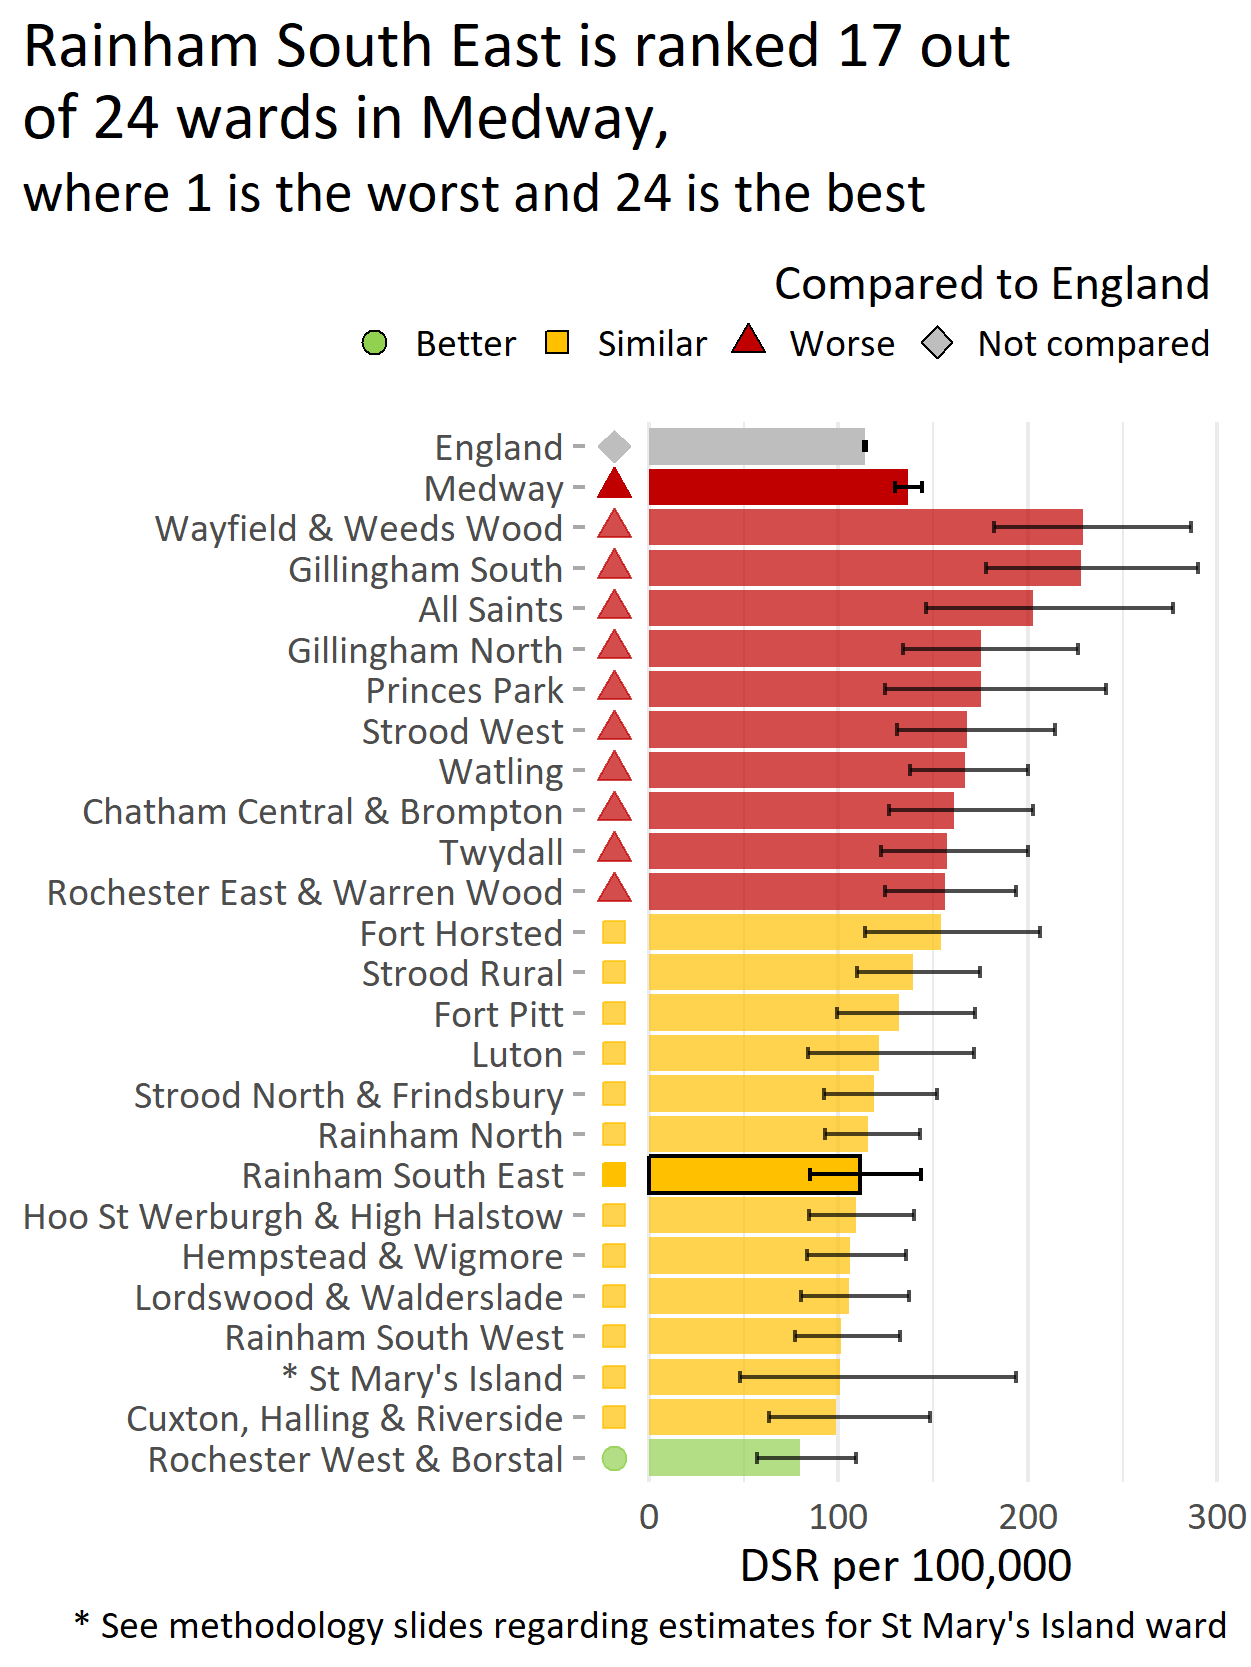 Rainham South East is ranked 17 out
of 24 wards in Medway,
where 1 is the worst and 24 is the best
Compared to England
Better Similar Worse Not compared
England
Medway
Wayfield & Weeds Wood
Gillingham South
All Saints
Gillingham North
Princes Park
Strood West
Watling
Chatham Central & Brompton
Twydall
Rochester East & Warren Wood
Fort Horsted
Strood Rural
Fort Pitt
Luton
Strood North & Frindsbury
Rainham North
Rainham South East
Hoo St Werburgh & High Halstow
Hempstead & Wigmore
Lordswood & Walderslade
Rainham South West
* St Mary's Island
Cuxton, Halling & Riverside
Rochester West & Borstal
0 100 200 300
DSR per 100,000
* See methodology slides regarding estimates for St Mary's Island ward